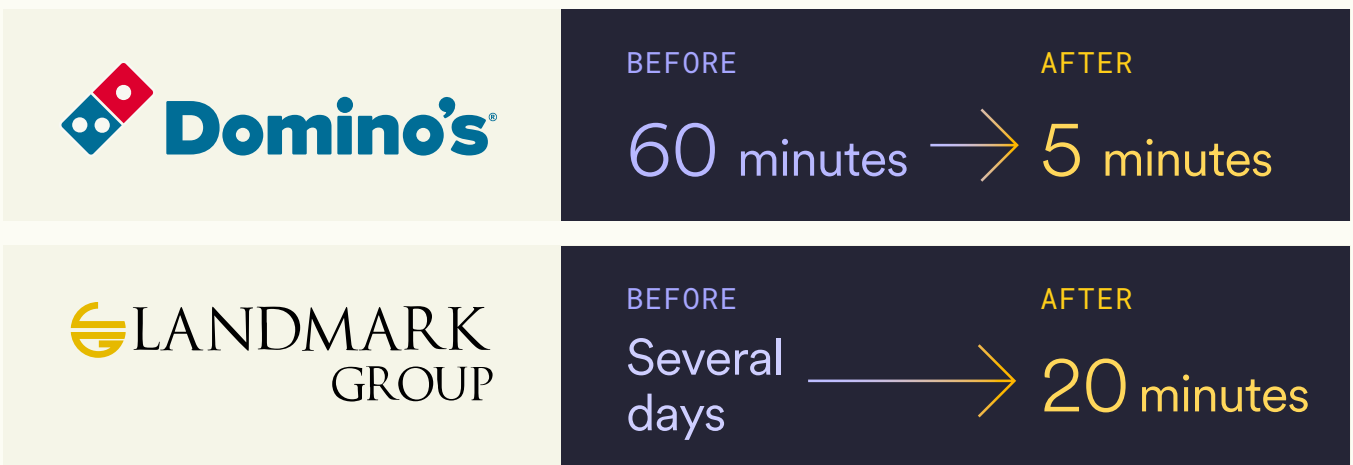 Domino's®
BEFORE
AFTER
60 minutes
5 minutes
LANDMARK
GROUP
BEFORE
AFTER
Several
days
20 minutes